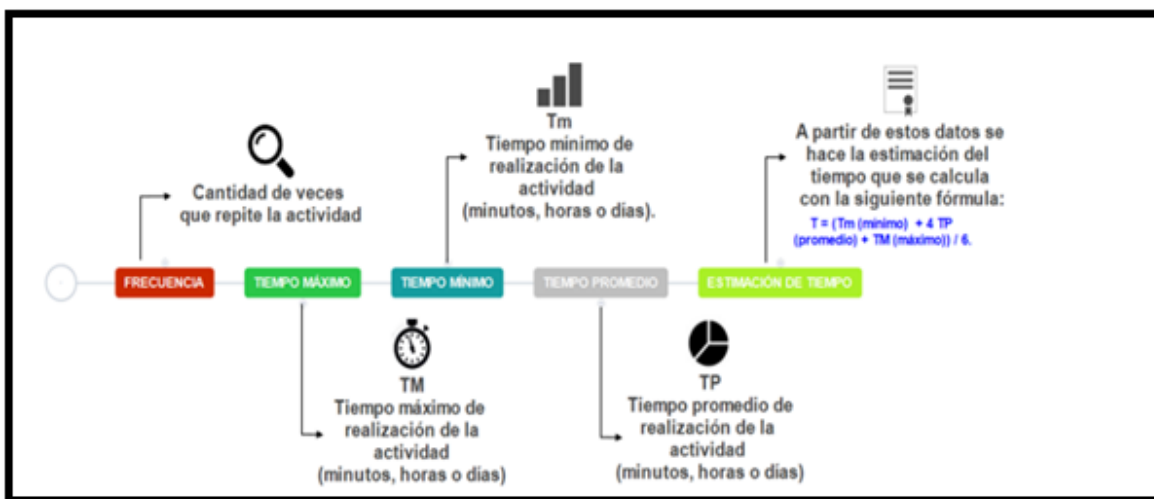 Cantidad de veces
que repite la actividad
Tm
Tiempo mínimo de
realización de la
actividad
(minutos, horas o días).
A partir de estos datos se
hace la estimación del
tiempo que se calcula
con la siguiente fórmula:
T = (Tm (mínimo) + 4 TP
(promedio) + TM (máximo)) / 6.
FRECUENCIA
TIEMPO MÁXIMO
TIEMPO MÍNIMO
TIEMPO PROMEDIO
ESTIMACIÓN DE TIEMPO
TM
Tiempo máximo de
realización de la
actividad
(minutos, horas o días)
TP
Tiempo promedio de
realización de la
actividad
(minutos, horas o días)